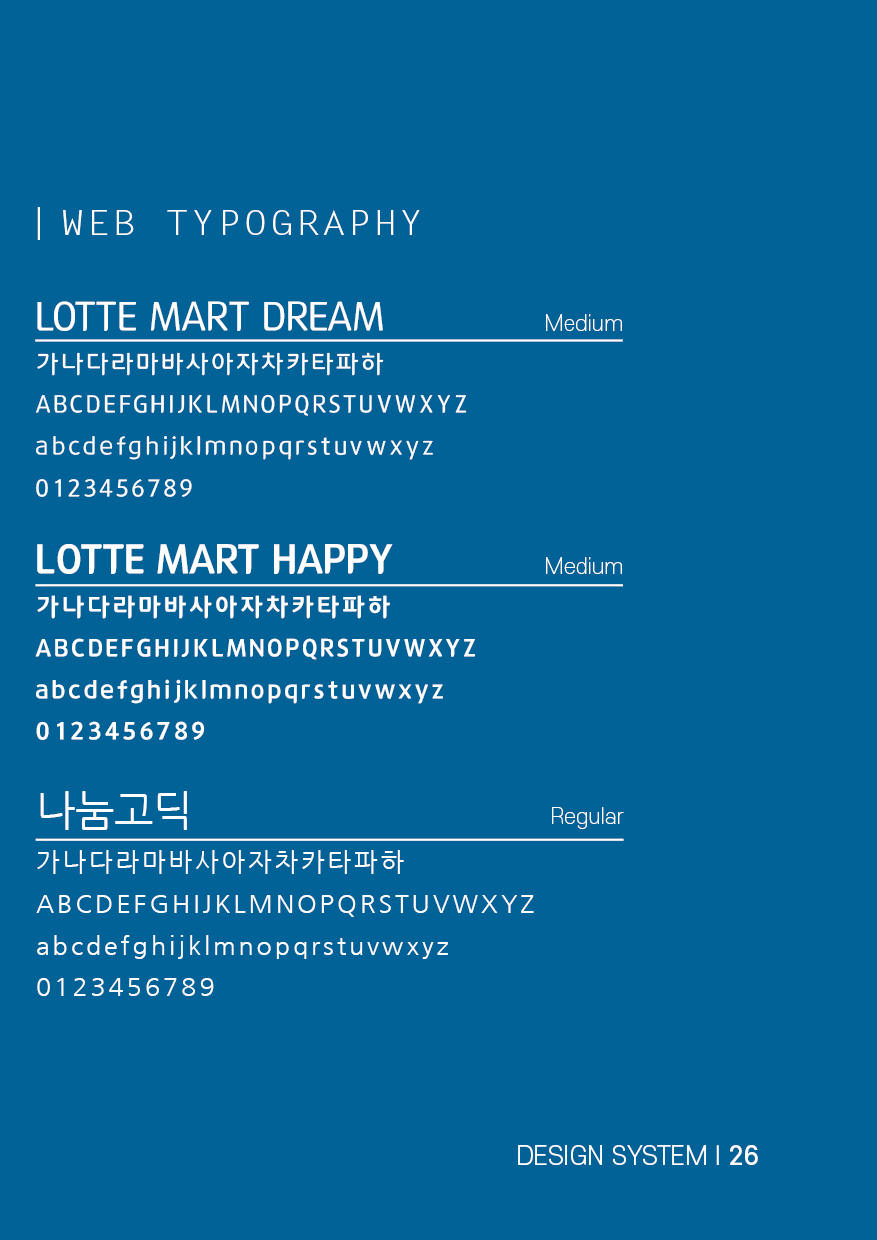 | WEB TYPOGRAPHY
LOTTE MART DREAM Medium
가나다라마바사아자차카타파하
ABCDEFGHIJKLMNOPQRSTUVWXYZ
abcdefghijklmnopqrstuvwxyz
0123456789
LOTTE MART HAPPY Medium
가나다라마바사아자차카타파하
ABCDEFGHIJKLMNOPQRSTUVWXYZ
abcdefghijklmnopqrstuvwxyz
0123456789
나눔고딕 Regular
가나다라마바사아자차카타파하
ABCDEFGHIJKLMNOPQRSTUVWXYZ
abcdefghijklmnopqrstuvwxyz
0123456789
DESIGN SYSTEM | 26